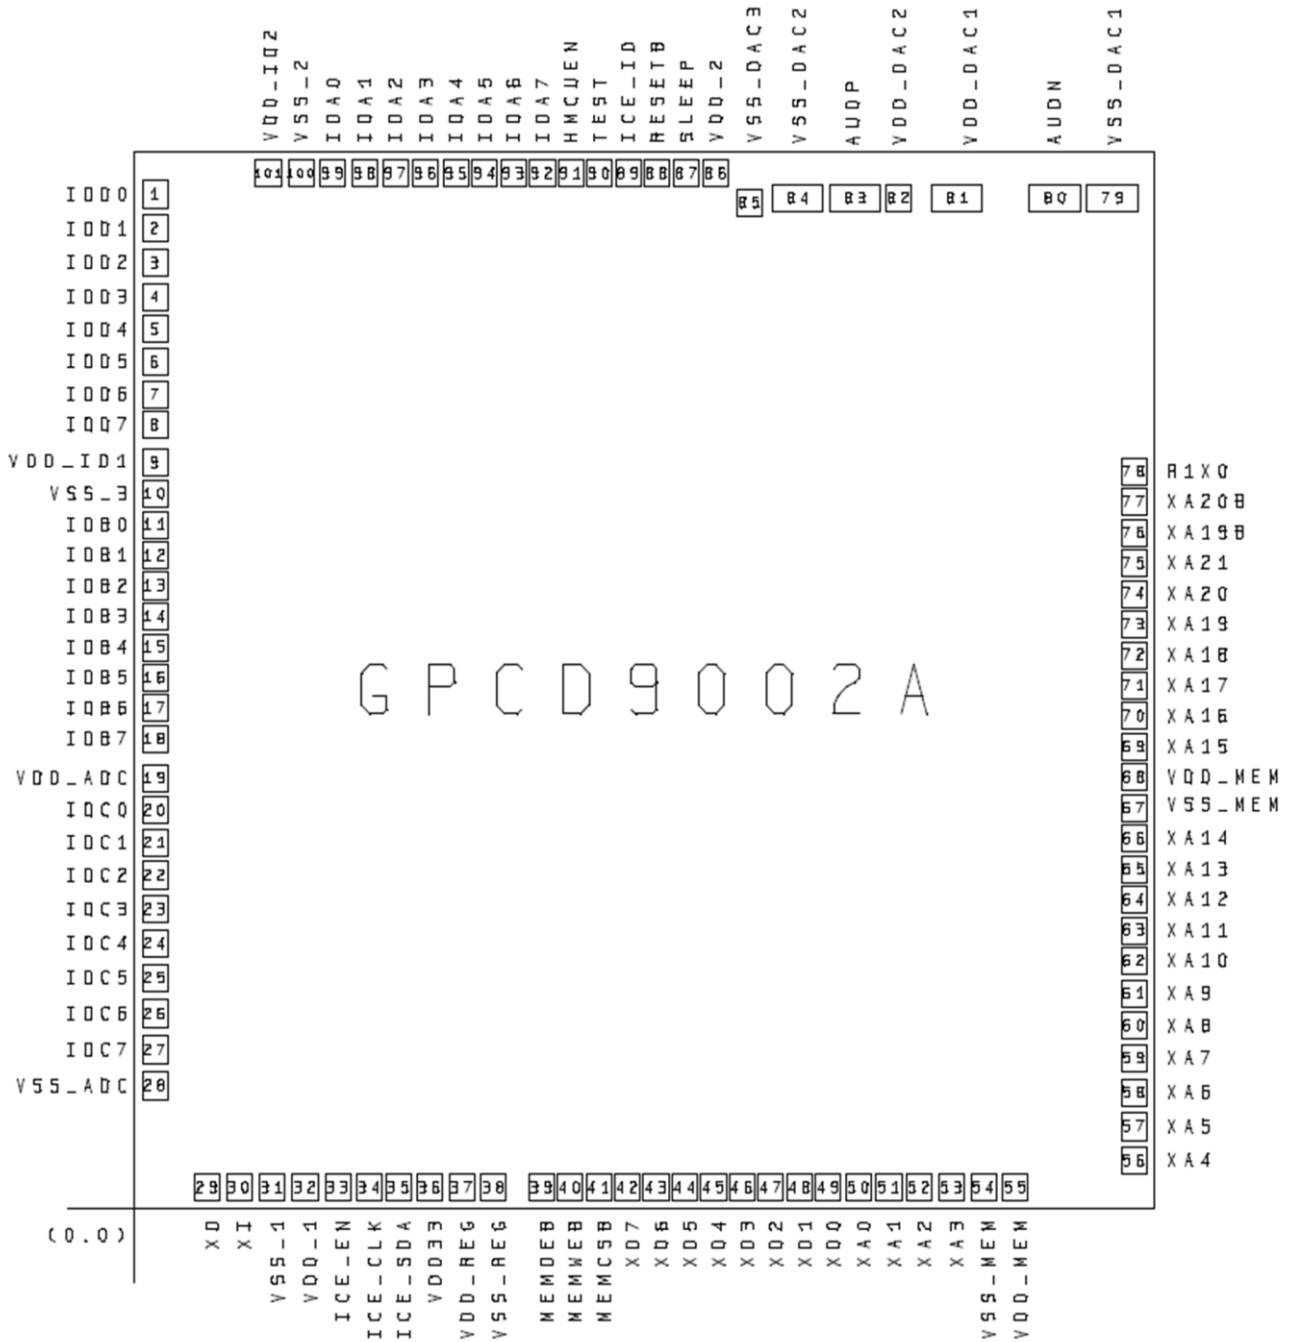 VDD_IO2
VSS_2
IOA0
IOA1
IOA2
IOA3
IOA4
IOA5
IOA6
IOA7
HMCUEN
TEST
ICE_ID
RESETB
SLEEP
VDD_2
VSS_DAC3
VSS_DAC2
AUDP
VDD_DAC2
VDD_DAC1
AUDN
VSS_DAC1
101 100 99 98 97 96 95 94 93 92 91 90 89 88 87 86
85 84 83 82 81 80 79
IOD0 1
IOD1 2
IOD2 3
IOD3 4
IOD4 5
IOD5 6
IOD6 7
IOD7 8
VDD_IO1 9
VSS_3 10
IOB0 11
IOB1 12
IOB2 13
IOB3 14
IOB4 15
IOB5 16
IOB6 17
IOB7 18
VDD_ADC 19
IOC0 20
IOC1 21
IOC2 22
IOC3 23
IOC4 24
IOC5 25
IOC6 26
IOC7 27
VSS_ADC 28
GPCD9002A
78 R1X0
77 XA20B
76 XA19B
75 XA21
74 XA20
73 XA19
72 XA18
71 XA17
70 XA16
69 XA15
68 VDD_MEM
67 VSS_MEM
66 XA14
65 XA13
64 XA12
63 XA11
62 XA10
61 XA9
60 XA8
59 XA7
58 XA6
57 XA5
56 XA4
29 30 31 32 33 34 35 36 37 38 39 40 41 42 43 44 45 46 47 48 49 50 51 52 53 54 55
(0.0)
XO
XI
VSS_1
VDD_1
ICE_EN
ICE_CLK
ICE_SDA
VDD33
VDD_REG
VSS_REG
MEMOEB
MEMWEB
MEMCSB
XD7
XD6
XD5
XD4
XD3
XD2
XD1
XD0
XA0
XA1
XA2
XA3
VSS_MEM
VDD_MEM